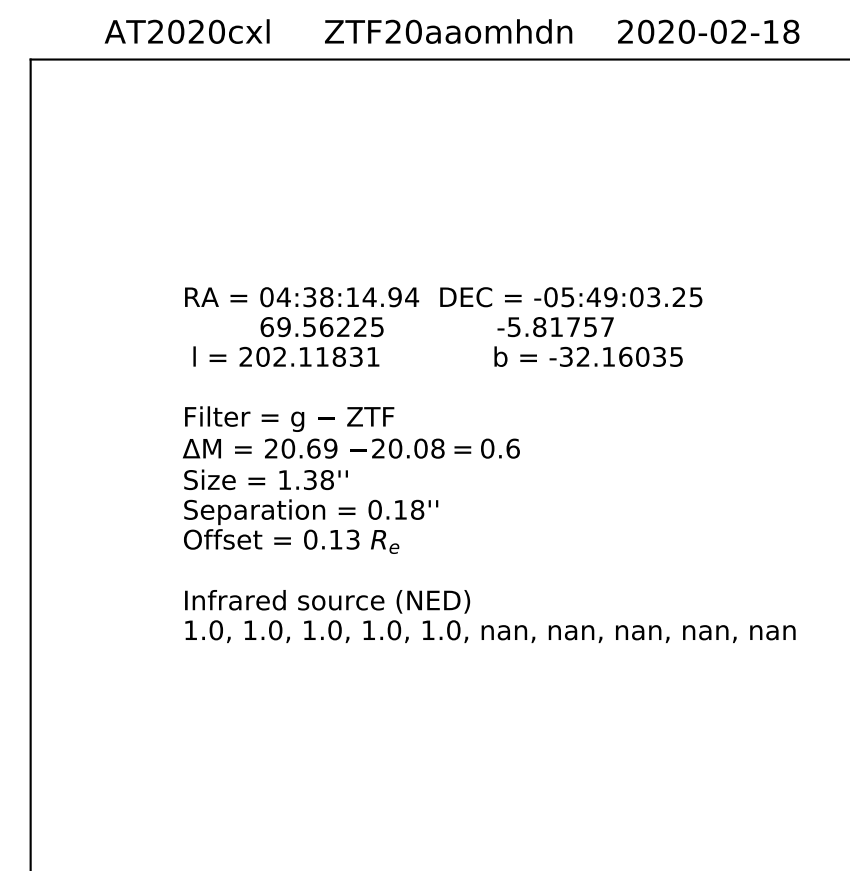 AT2020cxl ZTF20aaomhdn 2020-02-18
RA = 04:38:14.94 DEC = -05:49:03.25
69.56225 -5.81757
l = 202.11831 b = -32.16035
Filter = g − ZTF
ΔM = 20.69 −20.08 = 0.6
Size = 1.38''
Separation = 0.18''
Offset = 0.13 Re
Infrared source (NED)
1.0, 1.0, 1.0, 1.0, 1.0, nan, nan, nan, nan, nan